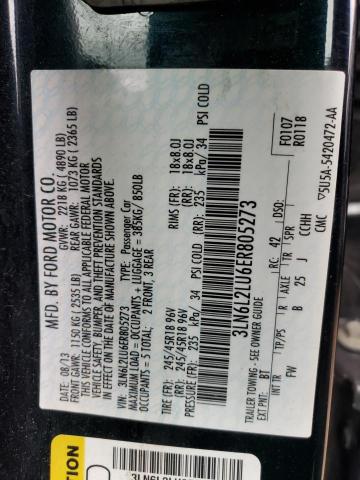 MFD. BY FORD MOTOR CO.
DATE: 08/13 GVWR: 2218 KG ( 4890 LB)
FRONT GAWR: 1150 KG ( 2535 LB) REAR GAWR: 1073 KG ( 2365 LB)
THIS VEHICLE CONFORMS TO ALL APPLICABLE FEDERAL MOTOR
VEHICLE SAFETY, BUMPER, AND THEFT PREVENTION STANDARDS
IN EFFECT ON THE DATE OF MANUFACTURE SHOWN ABOVE.
VIN: 3LN6L2LU6ER805273 TYPE: Passenger Car
MAXIMUM LOAD= OCCUPANTS + LUGGAGE = 385KG/ 850LB
OCCUPANTS: 5 TOTAL: 2 FRONT, 3 REAR
TIRE (FR): 245/45R18 96V RIMS (FR): 18x8.0J
TIRE (RR): 245/45R18 96V (RR): 18x8.0J
PRESSURE (FR): 235 kPa/ 34 PSI COLD
(RR): 235 kPa/ 34 PSI COLD
3LN6L2LU6ER805273
TRAILER TOWING - SEE OWNER GUIDE
F0107
R0118
EXT PNT: BT RC: 42
INT TR TP/PS R AXLE TR SPR
FW B 25 J CCHH
CMC ▽5U5A-5420472-AA